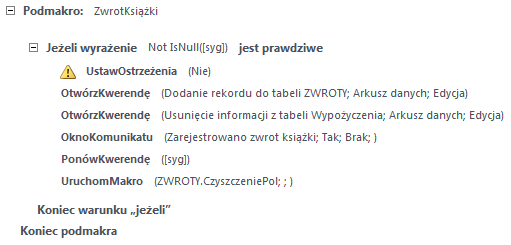 Podmakro: ZwrotKsiążki
Jeżeli wyrażenie Not IsNull([syg]) jest prawdziwe
UstawOstrzeżenia (Nie)
OtwórzKwerendę (Dodanie rekordu do tabeli ZWROTY; Arkusz danych; Edycja)
OtwórzKwerendę (Usunięcie informacji z tabeli Wypożyczenia; Arkusz danych; Edycja)
OknoKomunikatu (Zarejestrowano zwrot książki; Tak; Brak; )
PonówKwerendę ([syg])
UruchomMakro (ZWROTY.CzyszczeniePol; ; )
Koniec warunku „jeżeli”
Koniec podmakra